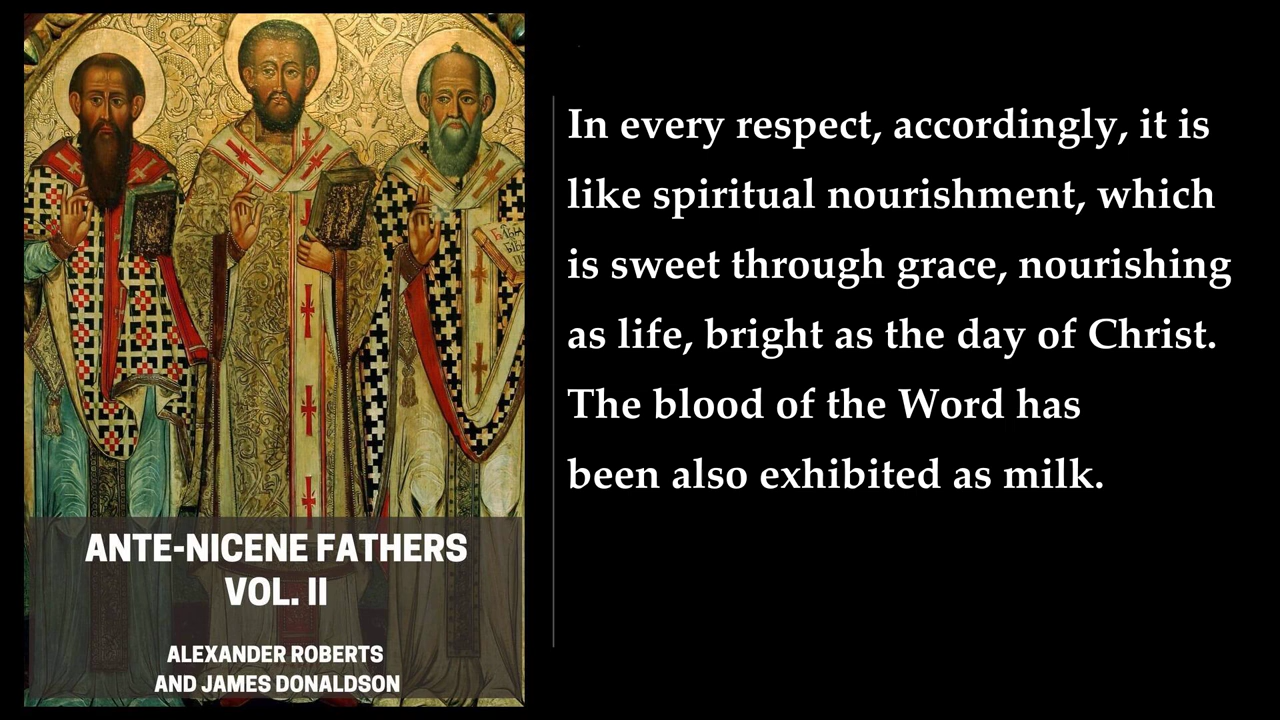 In every respect, accordingly, it is
like spiritual nourishment, which
is sweet through grace, nourishing
as life, bright as the day of Christ.
The blood of the Word has
been also exhibited as milk.
ANTE-NICENE FATHERS
VOL. II
ALEXANDER ROBERTS
AND JAMES DONALDSON